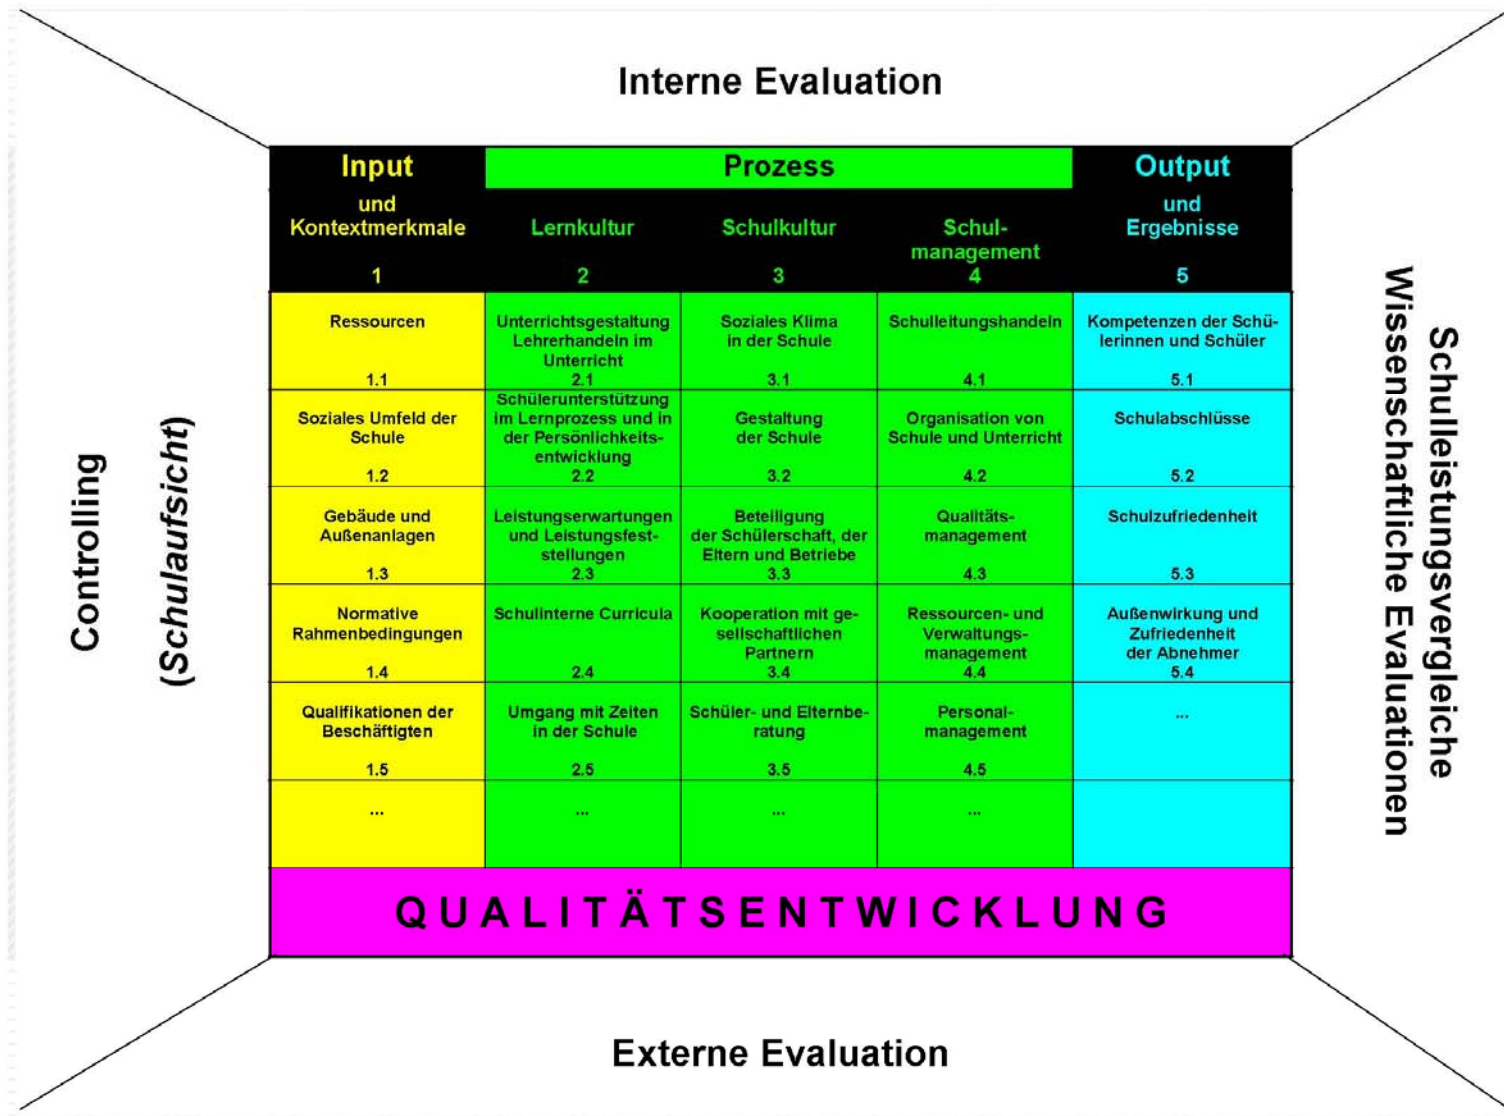 Interne Evaluation
Controlling
(Schulaufsicht)
Input
und
Kontextmerkmale
1
Prozess
Lernkultur
2
Schulkultur
3
Schul-
management
4
Output
und
Ergebnisse
5
Ressourcen
1.1
Unterrichtsgestaltung
Lehrerhandeln im
Unterricht
2.1
Soziales Klima
in der Schule
3.1
Schulleitungshandeln
4.1
Kompetenzen der Schü-
lerinnen und Schüler
5.1
Soziales Umfeld der
Schule
1.2
Schülerunterstützung
im Lernprozess und in
der Persönlichkeits-
entwicklung
2.2
Gestaltung
der Schule
3.2
Organisation von
Schule und Unterricht
4.2
Schulabschlüsse
5.2
Gebäude und
Außenanlagen
1.3
Leistungserwartungen
und Leistungsfest-
stellungen
2.3
Beteiligung
der Schülerschaft, der
Eltern und Betriebe
3.3
Qualitäts-
management
4.3
Schulzufriedenheit
5.3
Normative
Rahmenbedingungen
1.4
Schulinterne Curricula
2.4
Kooperation mit ge-
sellschaftlichen
Partnern
3.4
Ressourcen- und
Verwaltungs-
management
4.4
Außenwirkung und
Zufriedenheit
der Abnehmer
5.4
Qualifikationen der
Beschäftigten
1.5
Umgang mit Zeiten
in der Schule
2.5
Schüler- und Elternbe-
ratung
3.5
Personal-
management
4.5
...
...
...
...
...
QUALITÄTSENTWICKLUNG
Schulleistungsvergleiche
Wissenschaftliche Evaluationen
Externe Evaluation